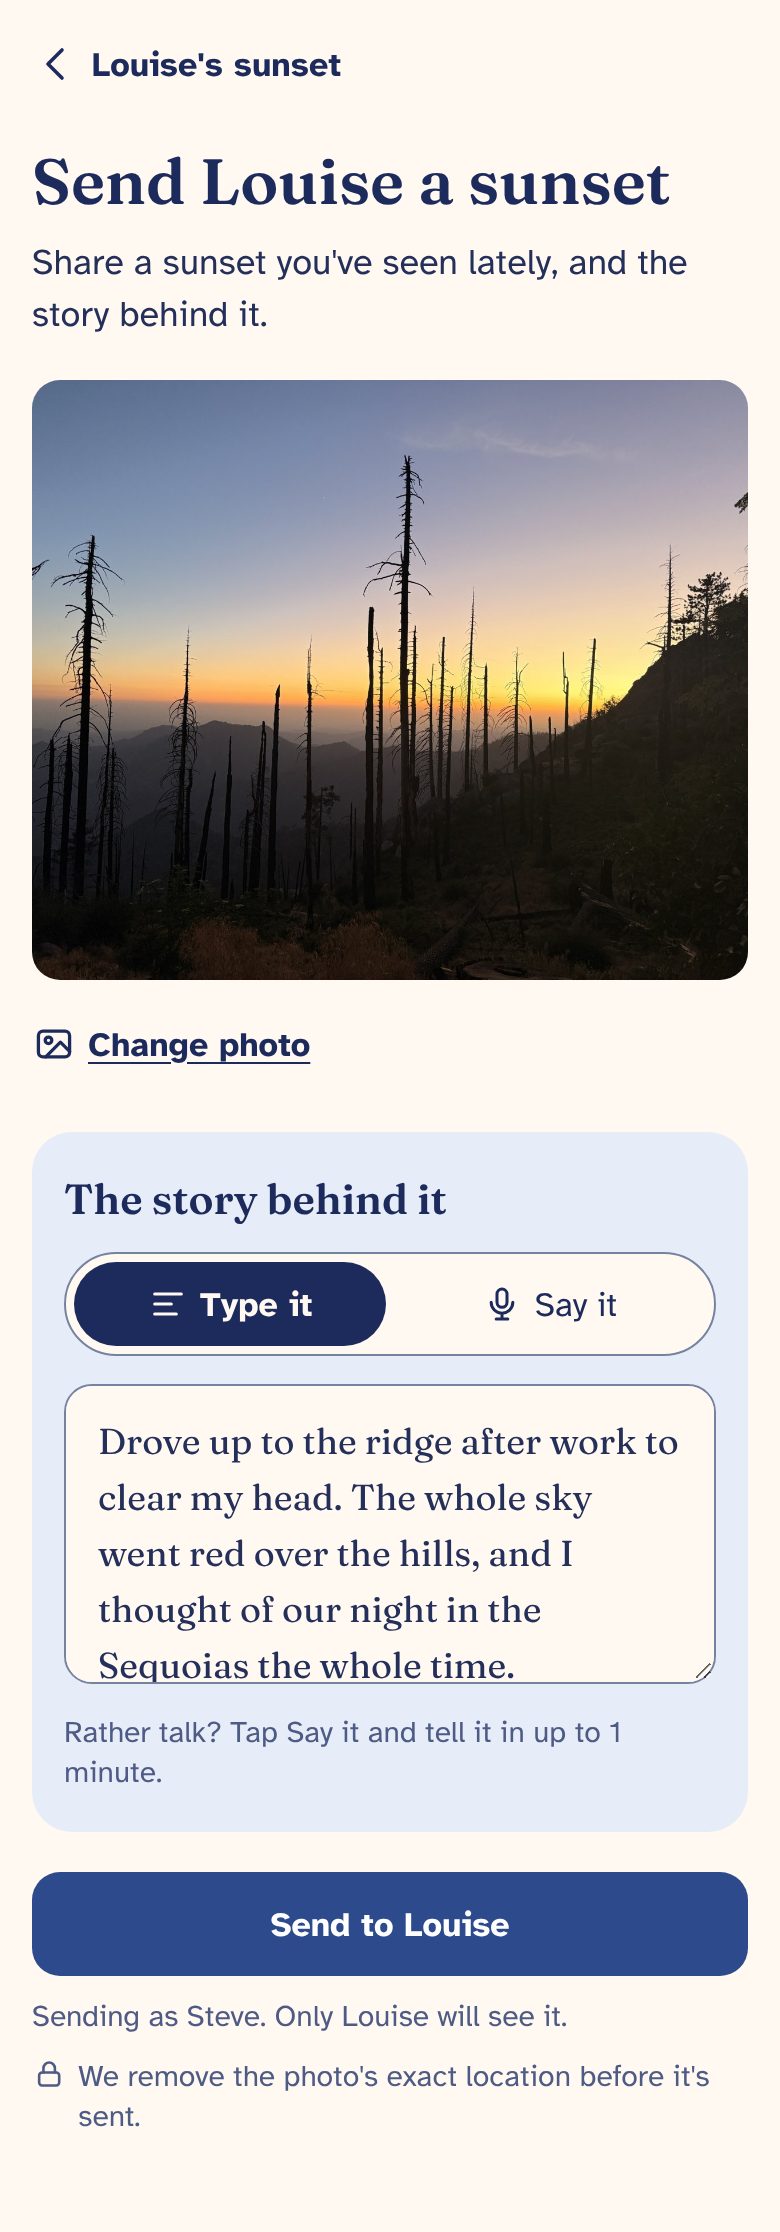 Louise's sunset
Send Louise a sunset
Share a sunset you've seen lately, and the
story behind it.
Change photo
The story behind it
Type it
Say it
Drove up to the ridge after work to
clear my head. The whole sky
went red over the hills, and I
thought of our night in the
Sequoias the whole time.
Rather talk? Tap Say it and tell it in up to 1
minute.
Send to Louise
Sending as Steve. Only Louise will see it.
We remove the photo's exact location before it's
sent.